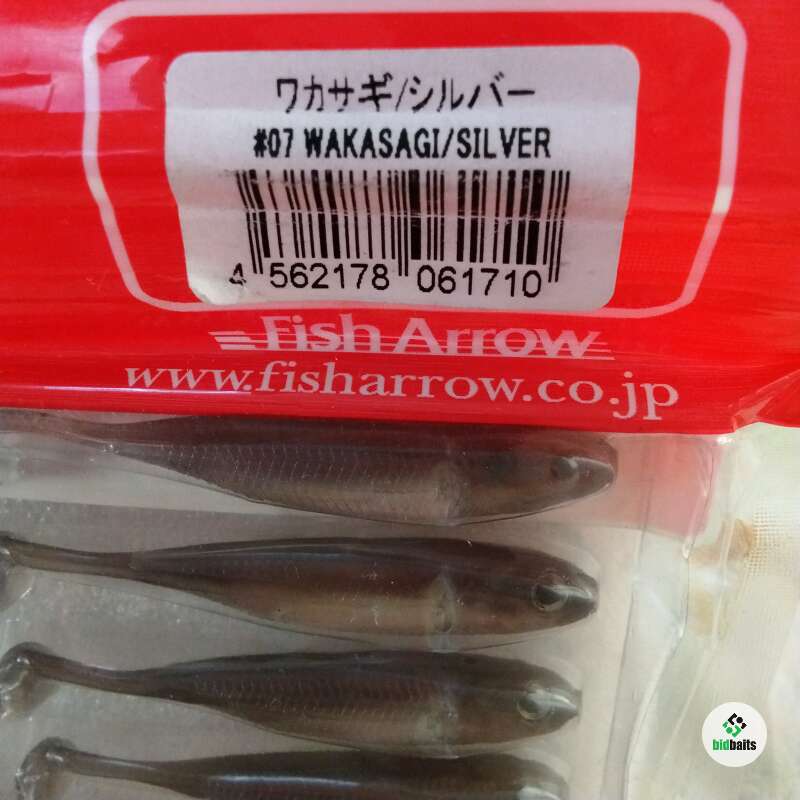 ワカサギ/シルバー
#07 WAKASAGI/SILVER
4 562178 061710
Fish Arrow
www.fisharrow.co.jp
bidbaits